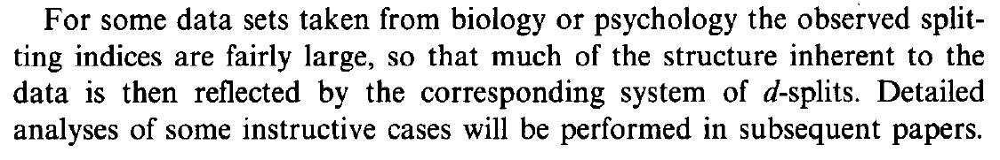 For some data sets taken from biology or psychology the observed split-
ting indices are fairly large, so that much of the structure inherent to the
data is then reflected by the corresponding system of d-splits. Detailed
analyses of some instructive cases will be performed in subsequent papers.